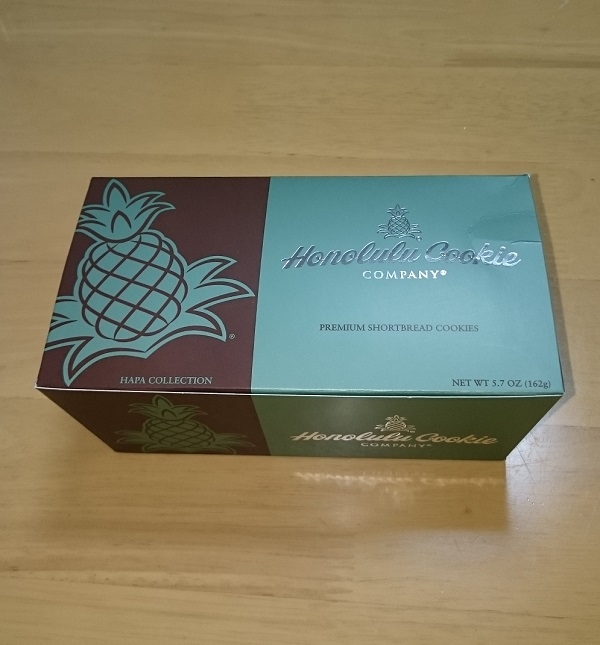 Honolulu Cookie
COMPANY®
PREMIUM SHORTBREAD COOKIES
®
HAPA COLLECTION
NET WT 5.7 OZ (162g)
Honolulu Cookie
COMPANY®